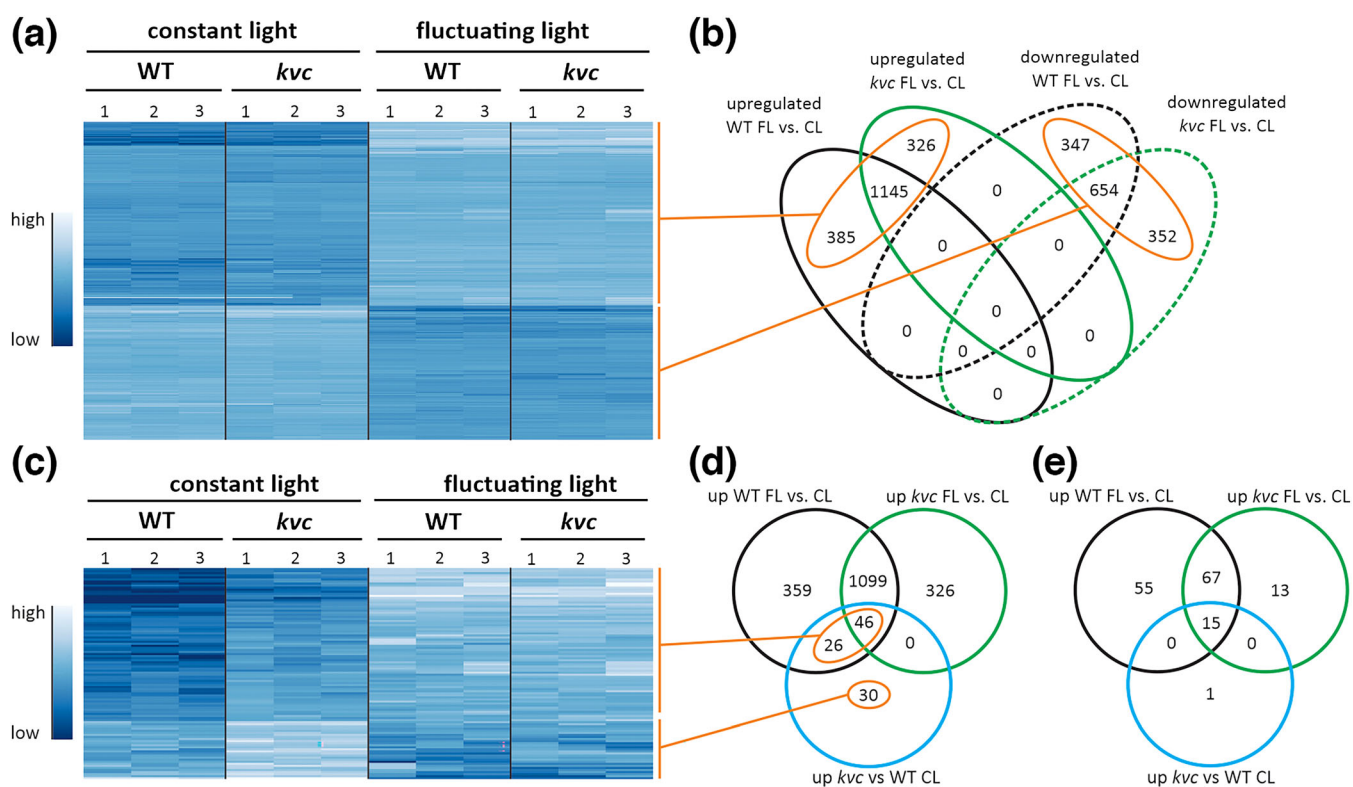 (a)
constant light
fluctuating light
WT
kvc
WT
kvc
1 2 3 1 2 3 1 2 3 1 2 3
high
low
(b)
upregulated
WT FL vs. CL
upregulated
kvc FL vs. CL
downregulated
WT FL vs. CL
downregulated
kvc FL vs. CL
326
347
1145
0
654
385
0
0
352
0
0
0
0
0
0
(c)
constant light
fluctuating light
WT
kvc
WT
kvc
1 2 3 1 2 3 1 2 3 1 2 3
high
low
(d)
up WT FL vs. CL
up kvc FL vs. CL
359
1099
326
46
26
0
30
up kvc vs WT CL
(e)
up WT FL vs. CL
up kvc FL vs. CL
55
67
13
15
0
0
1
up kvc vs WT CL